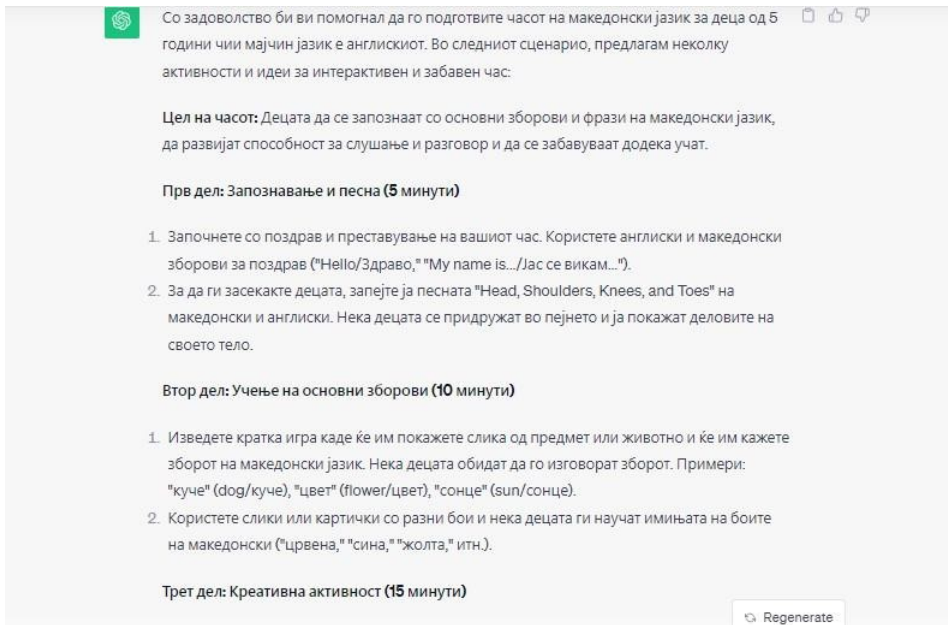 Со задоволство би ви помогнал да го подготвите часот на македонски јазик за деца од 5
години чии мајчин јазик е англискиот. Во следниот сценарио, предлагам неколку
активности и идеи за интерактивен и забавен час:
Цел на часот: Децата да се запознаат со основни зборови и фрази на македонски јазик,
да развијат способност за слушање и разговор и да се забавуваат додека учат.
Прв дел: Запознавање и песна (5 минути)
1. Започнете со поздрав и преставување на вашиот час. Користете англиски и македонски
зборови за поздрав ("Hello/Здраво," "My name is.../Јас се викам...").
2. За да ги засекакте децата, запејте ја песната "Head, Shoulders, Knees, and Toes" на
македонски и англиски. Нека децата се придружат во пејнето и ја покажат деловите на
своето тело.
Втор дел: Учење на основни зборови (10 минути)
1. Изведете кратка игра каде ќе им покажете слика од предмет или животно и ќе им кажете
зборот на македонски јазик. Нека децата обидат да го изговорат зборот. Примери:
"куче" (dog/куче), "цвет" (flower/цвет), "сонце" (sun/сонце).
2. Користете слики или картички со разни бои и нека децата ги научат имињата на боите
на македонски ("црвена," "сина," "жолта," итн.).
Трет дел: Креативна активност (15 минути)
Regenerate